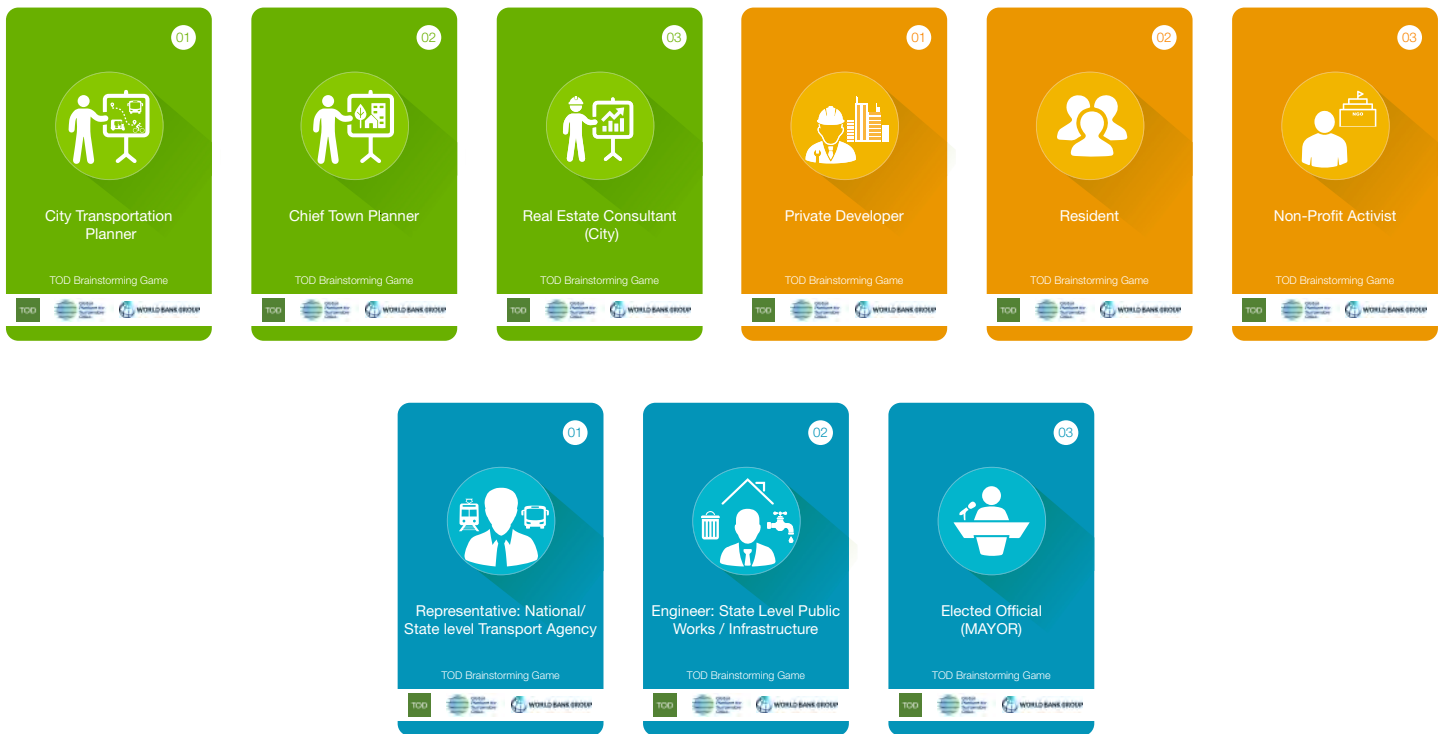 01
City Transportation
Planner
TOD Brainstorming Game
TOD
WORLD BANK GROUP
02
Chief Town Planner
TOD Brainstorming Game
TOD
WORLD BANK GROUP
03
Real Estate Consultant
(City)
TOD Brainstorming Game
TOD
WORLD BANK GROUP
01
Private Developer
TOD Brainstorming Game
TOD
WORLD BANK GROUP
02
Resident
TOD Brainstorming Game
TOD
WORLD BANK GROUP
03
NGO
Non-Profit Activist
TOD Brainstorming Game
TOD
WORLD BANK GROUP
01
Representative: National/
State level Transport Agency
TOD Brainstorming Game
TOD
WORLD BANK GROUP
02
Engineer: State Level Public
Works / Infrastructure
TOD Brainstorming Game
TOD
WORLD BANK GROUP
03
Elected Official
(MAYOR)
TOD Brainstorming Game
TOD
WORLD BANK GROUP